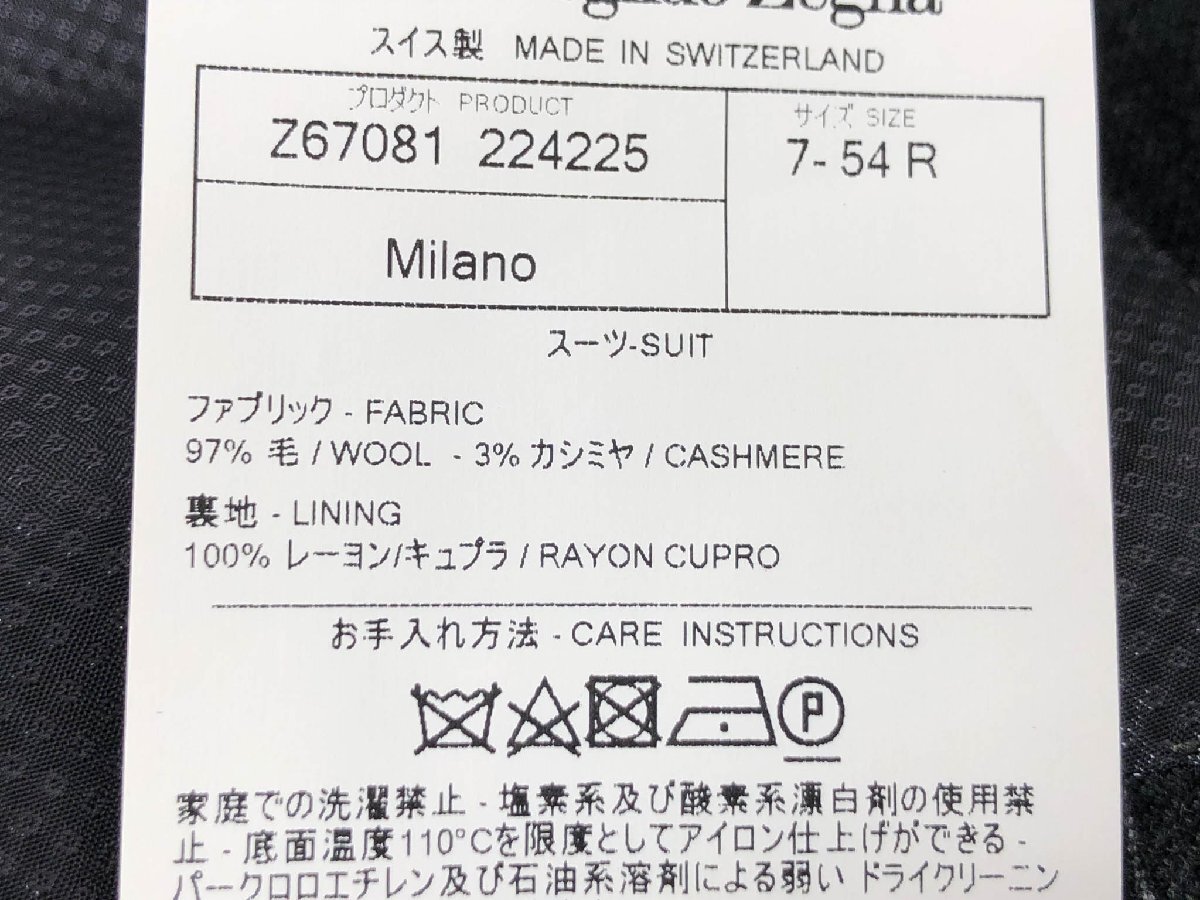 Zegna
スイス製 MADE IN SWITZERLAND
プロダクト PRODUCT
Z67081 224225
サイズ SIZE
7- 54 R
Milano
スーツ-SUIT
ファブリック - FABRIC
97% 毛 / WOOL - 3% カシミヤ / CASHMERE
裏地 - LINING
100% レーヨン/キュプラ / RAYON CUPRO
お手入れ方法 - CARE INSTRUCTIONS
P
家庭での洗濯禁止 - 塩素系及び酸素系漂白剤の使用禁
止 - 底面温度110°Cを限度としてアイロン仕上げができる -
パークロロエチレン及び石油系溶剤による弱い ドライクリーニン